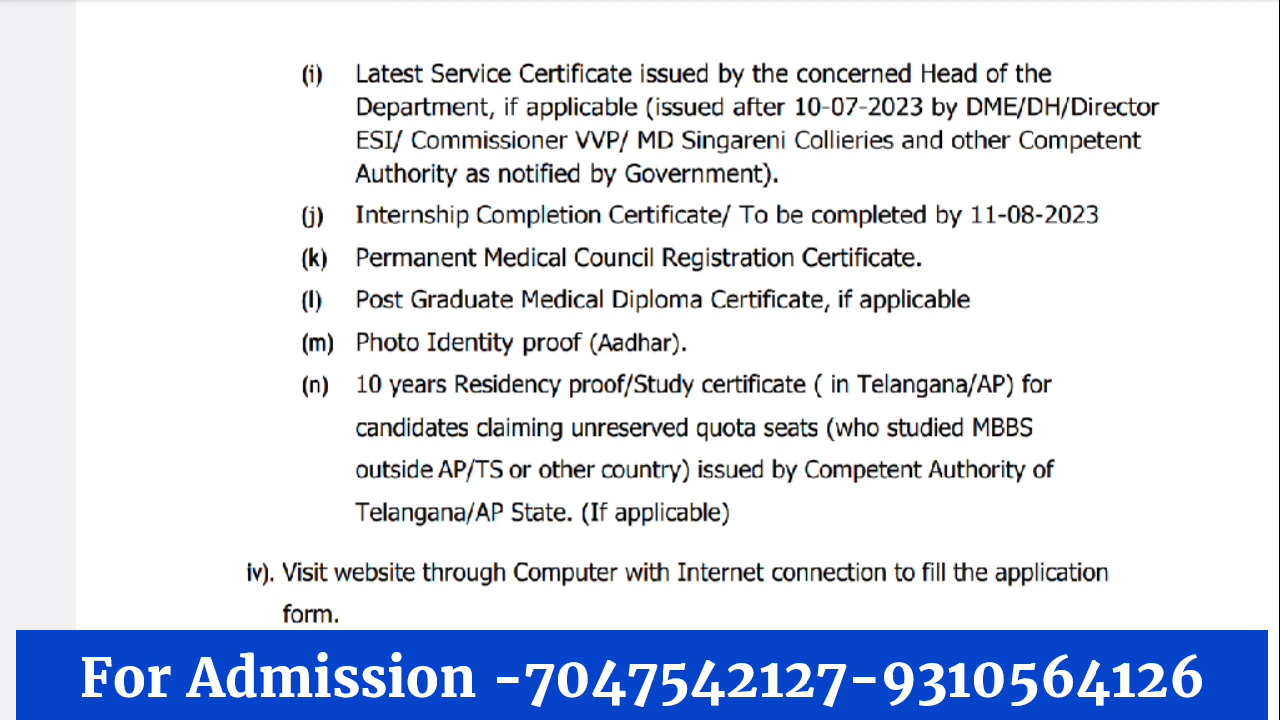 (i) Latest Service Certificate issued by the concerned Head of the
Department, if applicable (issued after 10-07-2023 by DME/DH/Director
ESI/ Commissioner VVP/ MD Singareni Collieries and other Competent
Authority as notified by Government).
(j) Internship Completion Certificate/ To be completed by 11-08-2023
(k) Permanent Medical Council Registration Certificate.
(l) Post Graduate Medical Diploma Certificate, if applicable
(m) Photo Identity proof (Aadhar).
(n) 10 years Residency proof/Study certificate ( in Telangana/AP) for
candidates claiming unreserved quota seats (who studied MBBS
outside AP/TS or other country) issued by Competent Authority of
Telangana/AP State. (If applicable)
iv). Visit website through Computer with Internet connection to fill the application
form.
For Admission -7047542127-9310564126